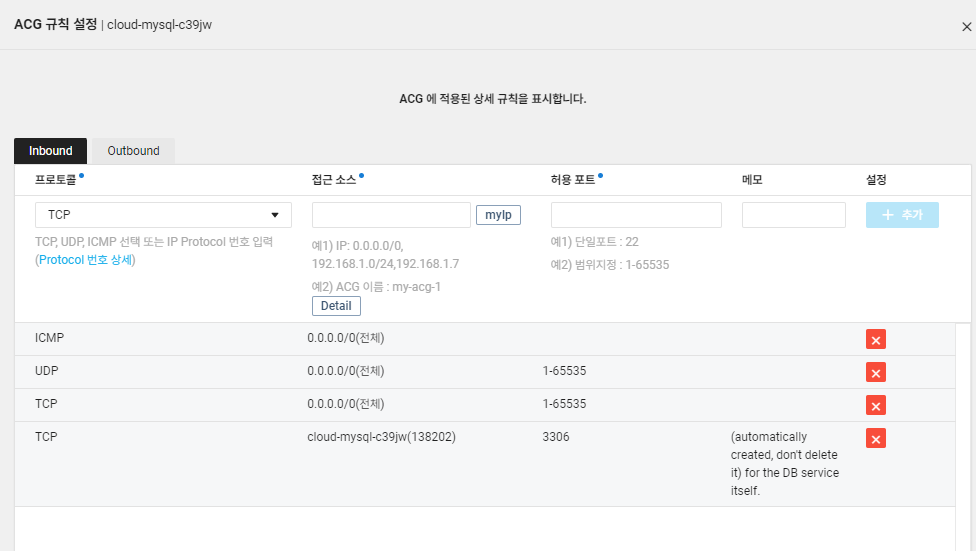 ACG 규칙 설정 | cloud-mysql-c39jw
ACG 에 적용된 상세 규칙을 표시합니다.
Inbound Outbound
프로토콜 접근 소스 허용 포트 메모 설정
TCP myIp + 추가
TCP, UDP, ICMP 선택 또는 IP Protocol 번호 입력
(Protocol 번호 상세)
예1) IP: 0.0.0.0/0,
192.168.1.0/24,192.168.1.7
예2) ACG 이름 : my-acg-1
Detail
예1) 단일포트 : 22
예2) 범위지정 : 1-65535
ICMP 0.0.0.0/0(전체)
UDP 0.0.0.0/0(전체) 1-65535
TCP 0.0.0.0/0(전체) 1-65535
TCP cloud-mysql-c39jw(138202) 3306 (automatically
created, don't delete
it) for the DB service
itself.